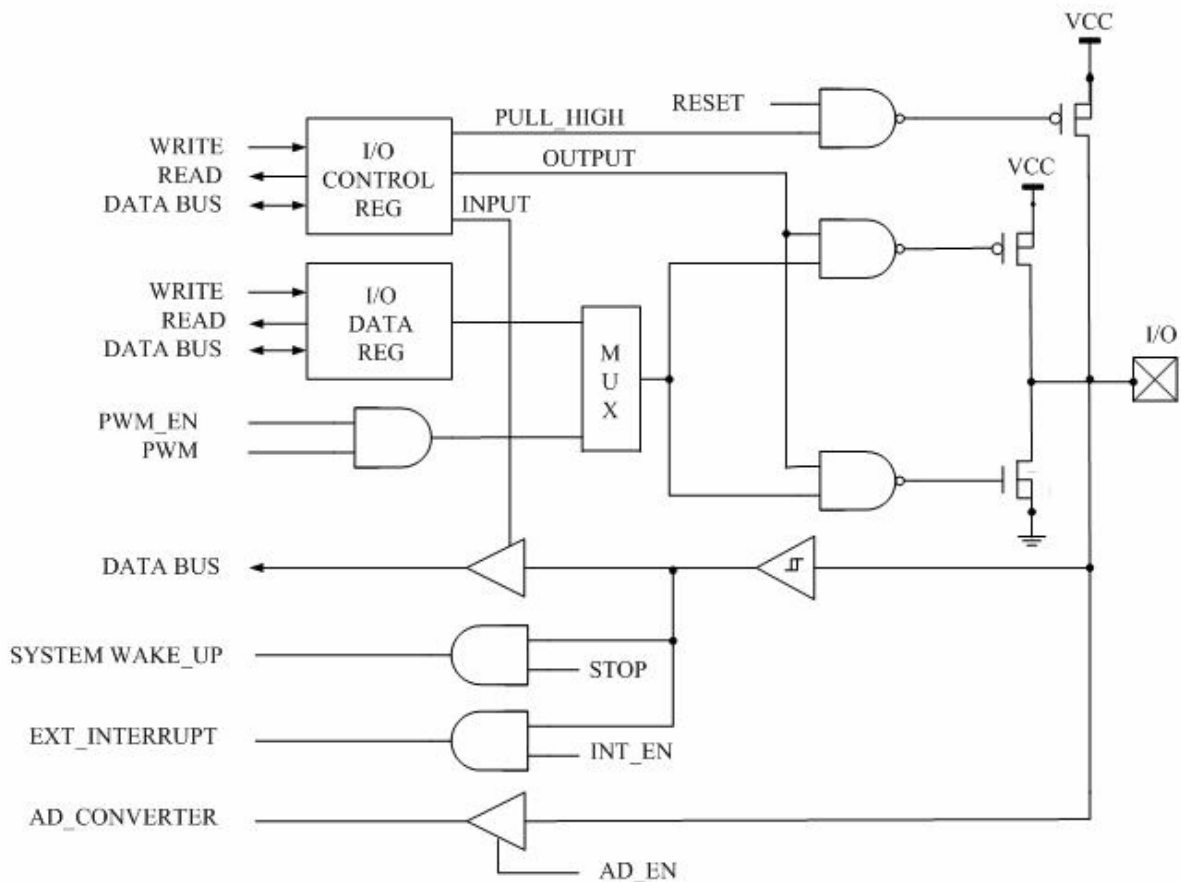 VCC
RESET
PULL_HIGH
WRITE
I/O
OUTPUT
READ
CONTROL
VCC
DATA BUS
REG
INPUT
WRITE
I/O
READ
DATA
DATA BUS
REG
MUX
I/O
PWM_EN
PWM
DATA BUS
SYSTEM WAKE_UP
STOP
EXT_INTERRUPT
INT_EN
AD_CONVERTER
AD_EN